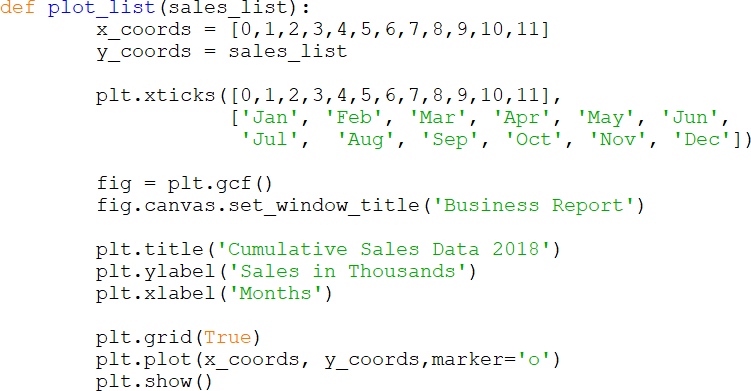 def plot_list(sales_list):
        x_coords = [0,1,2,3,4,5,6,7,8,9,10,11]
        y_coords = sales_list

        plt.xticks([0,1,2,3,4,5,6,7,8,9,10,11],
                   ['Jan', 'Feb', 'Mar', 'Apr', 'May', 'Jun',
                    'Jul',  'Aug', 'Sep', 'Oct', 'Nov', 'Dec'])

        fig = plt.gcf()
        fig.canvas.set_window_title('Business Report')

        plt.title('Cumulative Sales Data 2018')
        plt.ylabel('Sales in Thousands')
        plt.xlabel('Months')

        plt.grid(True)
        plt.plot(x_coords, y_coords,marker='o')
        plt.show()